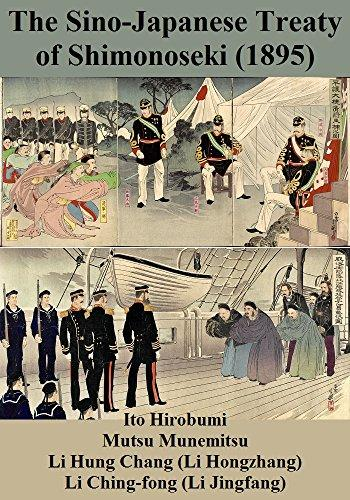 The Sino-Japanese Treaty
of Shimonoseki (1895)
Ito Hirobumi
Mutsu Munemitsu
Li Hung Chang (Li Hongzhang)
Li Ching-fong (Li Jingfang)